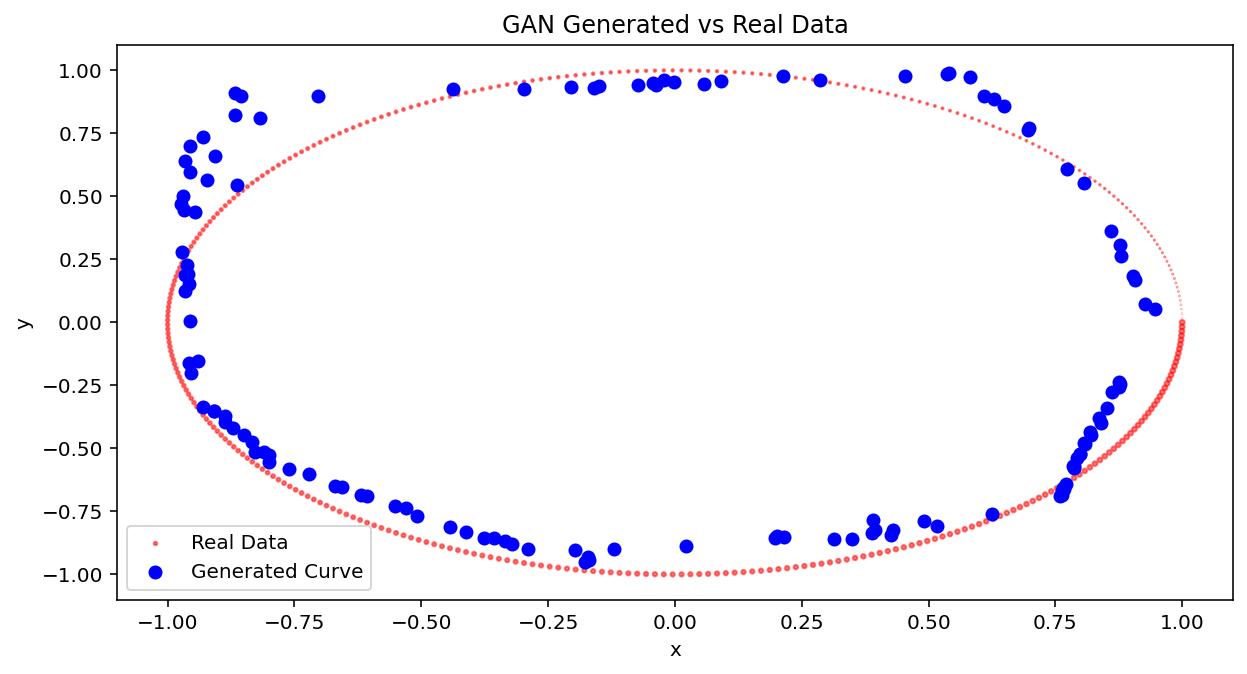 GAN Generated vs Real Data
1.00
0.75
0.50
0.25
0.00
−0.25
−0.50
−0.75
−1.00
y
Real Data
Generated Curve
−1.00 −0.75 −0.50 −0.25 0.00 0.25 0.50 0.75 1.00
x